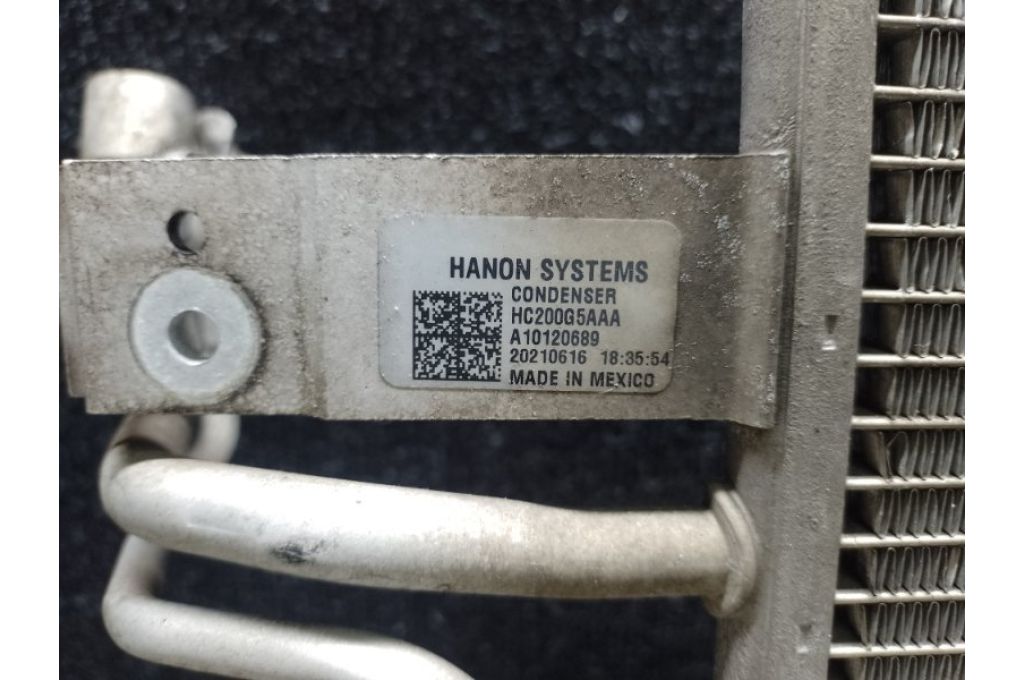 HANON SYSTEMS
CONDENSER
HC200G5AAA
A10120689
20210616 18:35:54
MADE IN MEXICO